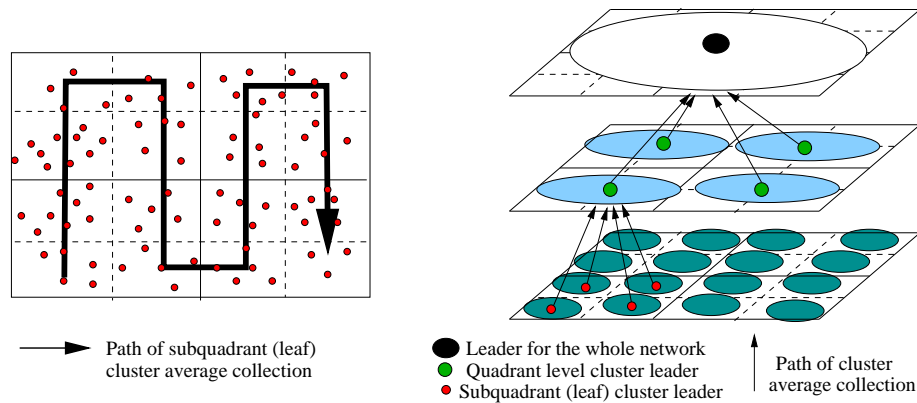 Path of subquadrant (leaf)
cluster average collection
Leader for the whole network
Quadrant level cluster leader
Subquadrant (leaf) cluster leader
Path of cluster
average collection